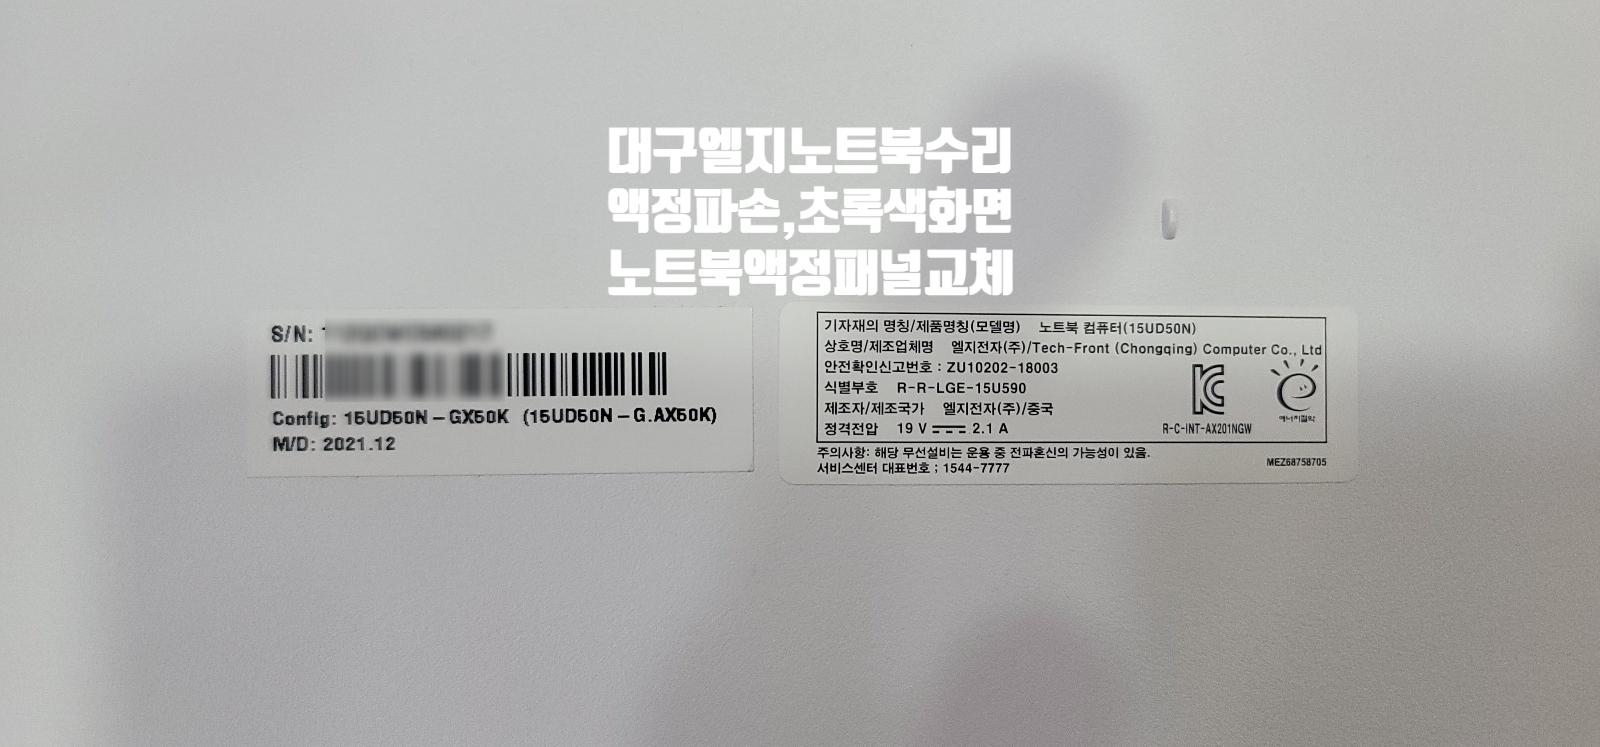 대구엘지노트북수리
액정파손,초록색화면
노트북액정패널교체
S/N:
Config: 15UD50N – GX50K (15UD50N – G.AX50K)
M/D: 2021.12
기자재의 명칭/제품명칭(모델명) 노트북 컴퓨터(15UD50N)
상호명/제조업체명 엘지전자(주)/Tech-Front (Chongqing) Computer Co., Ltd
안전확인신고번호 : ZU10202-18003
식별부호 R-R-LGE-15U590
제조자/제조국가 엘지전자(주)/중국
정격전압 19 V 2.1 A
에너지절약
R-C-INT-AX201NGW
주의사항: 해당 무선설비는 운용 중 전파혼신의 가능성이 있음.
서비스센터 대표번호 ; 1544-7777
MEZ68758705